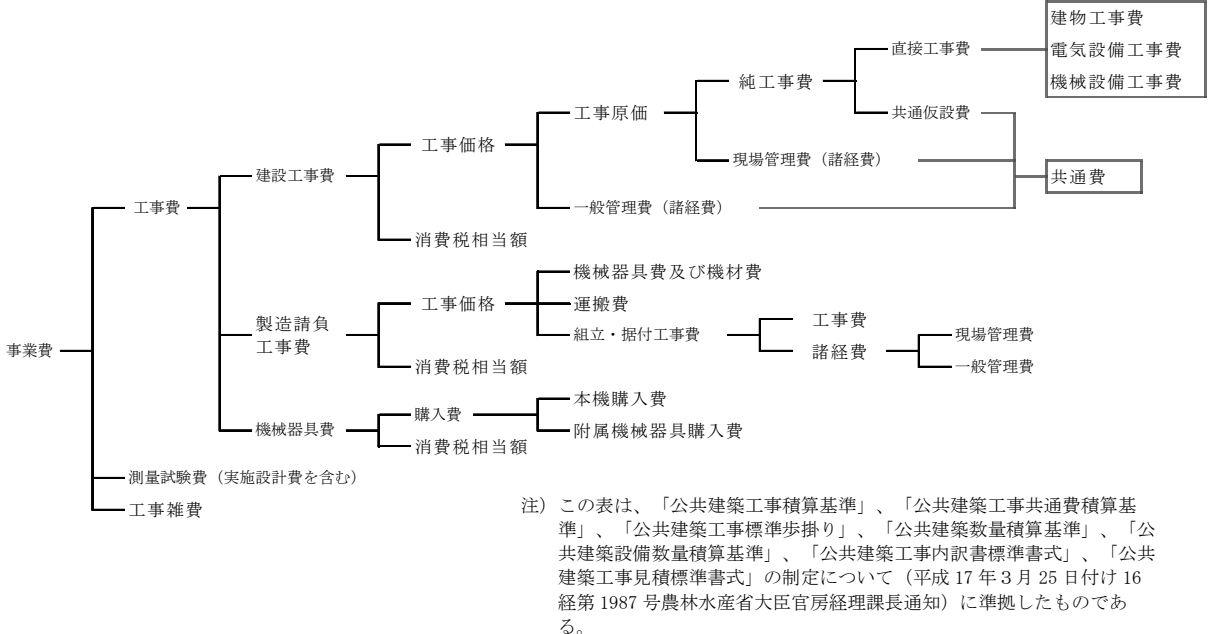 建物工事費
電気設備工事費
機械設備工事費
直接工事費
純工事費
共通仮設費
工事原価
工事価格
現場管理費（諸経費）
共通費
建設工事費
一般管理費（諸経費）
工事費
消費税相当額
機械器具費及び機材費
工事価格
運搬費
製造請負
工事費
組立・据付工事費
工事費
諸経費
現場管理費
一般管理費
事業費
消費税相当額
本機購入費
購入費
機械器具費
附属機械器具購入費
消費税相当額
測量試験費（実施設計費を含む）
工事雑費
注）この表は、「公共建築工事積算基準」、「公共建築工事共通費積算基
準」、「公共建築工事標準歩掛り」、「公共建築数量積算基準」、「公
共建築設備数量積算基準」、「公共建築工事内訳書標準書式」、「公共
建築工事見積標準書式」の制定について（平成 17 年３月 25 日付け 16
経第 1987 号農林水産省大臣官房経理課長通知）に準拠したものであ
る。